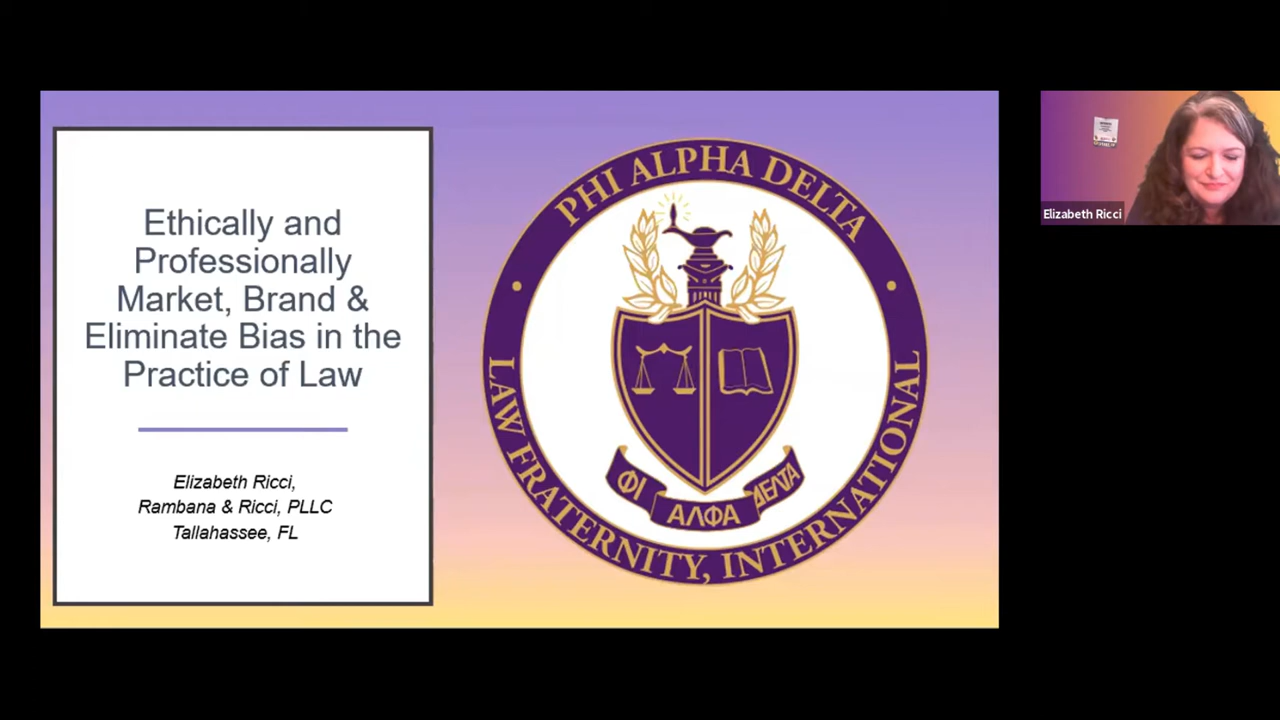 Ethically and
Professionally
Market, Brand &
Eliminate Bias in the
Practice of Law
Elizabeth Ricci,
Rambana & Ricci, PLLC
Tallahassee, FL
PHI ALPHA DELTA
LAW FRATERNITY, INTERNATIONAL
ΦΙ ΑΛΦΑ ΔΕΛΤΑ
Elizabeth Ricci